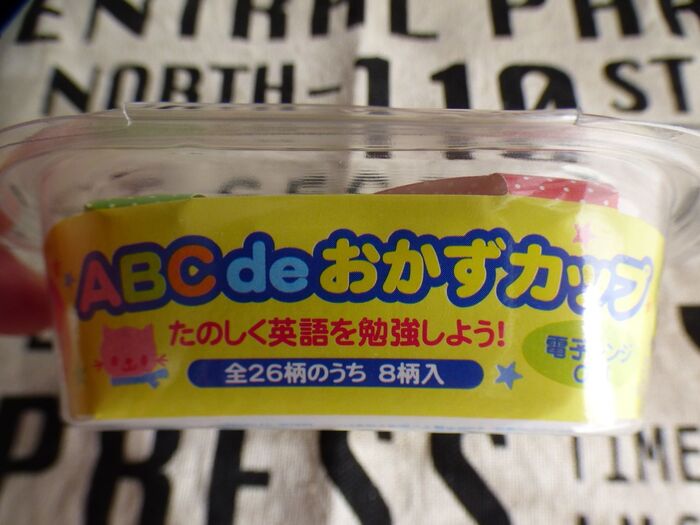 ENTRAL PAR
NORTH-110 ST
ABC de おかずカップ
たのしく英語を勉強しよう!
全26柄のうち 8柄入
電子レンジ
PRESS
TIME